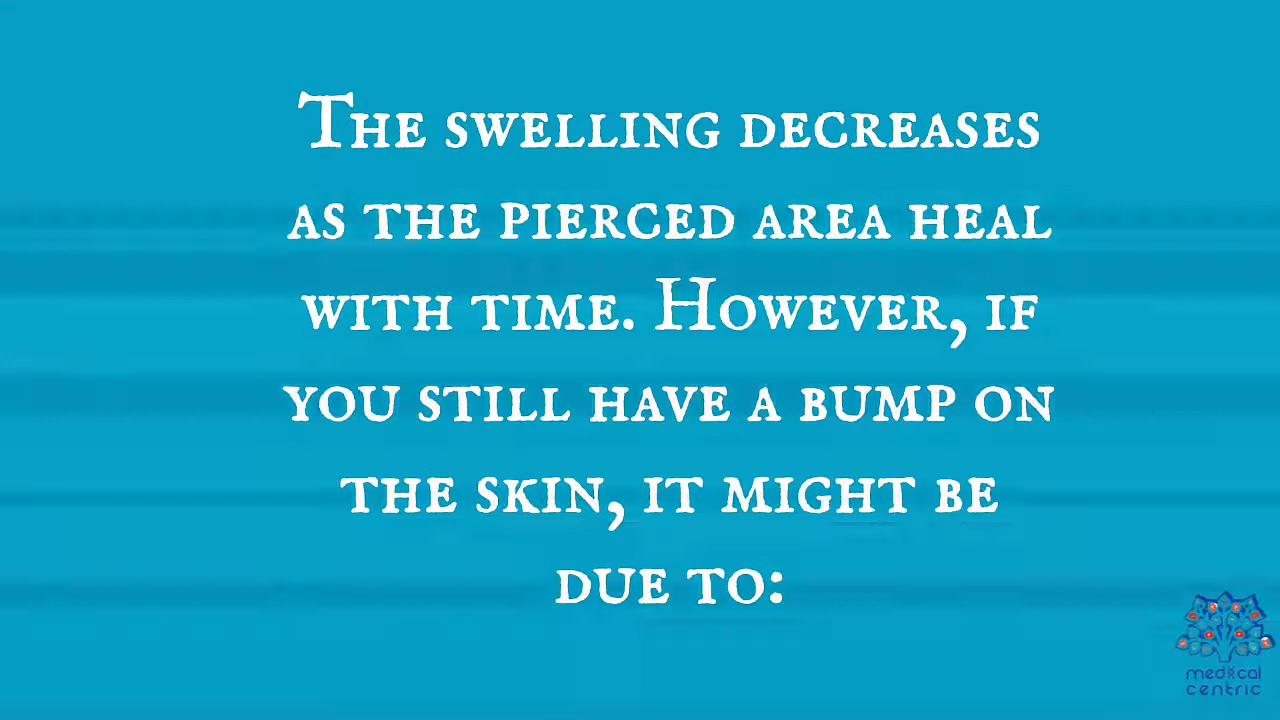 The swelling decreases
as the pierced area heal
with time. However, if
you still have a bump on
the skin, it might be
due to:
medical
centric